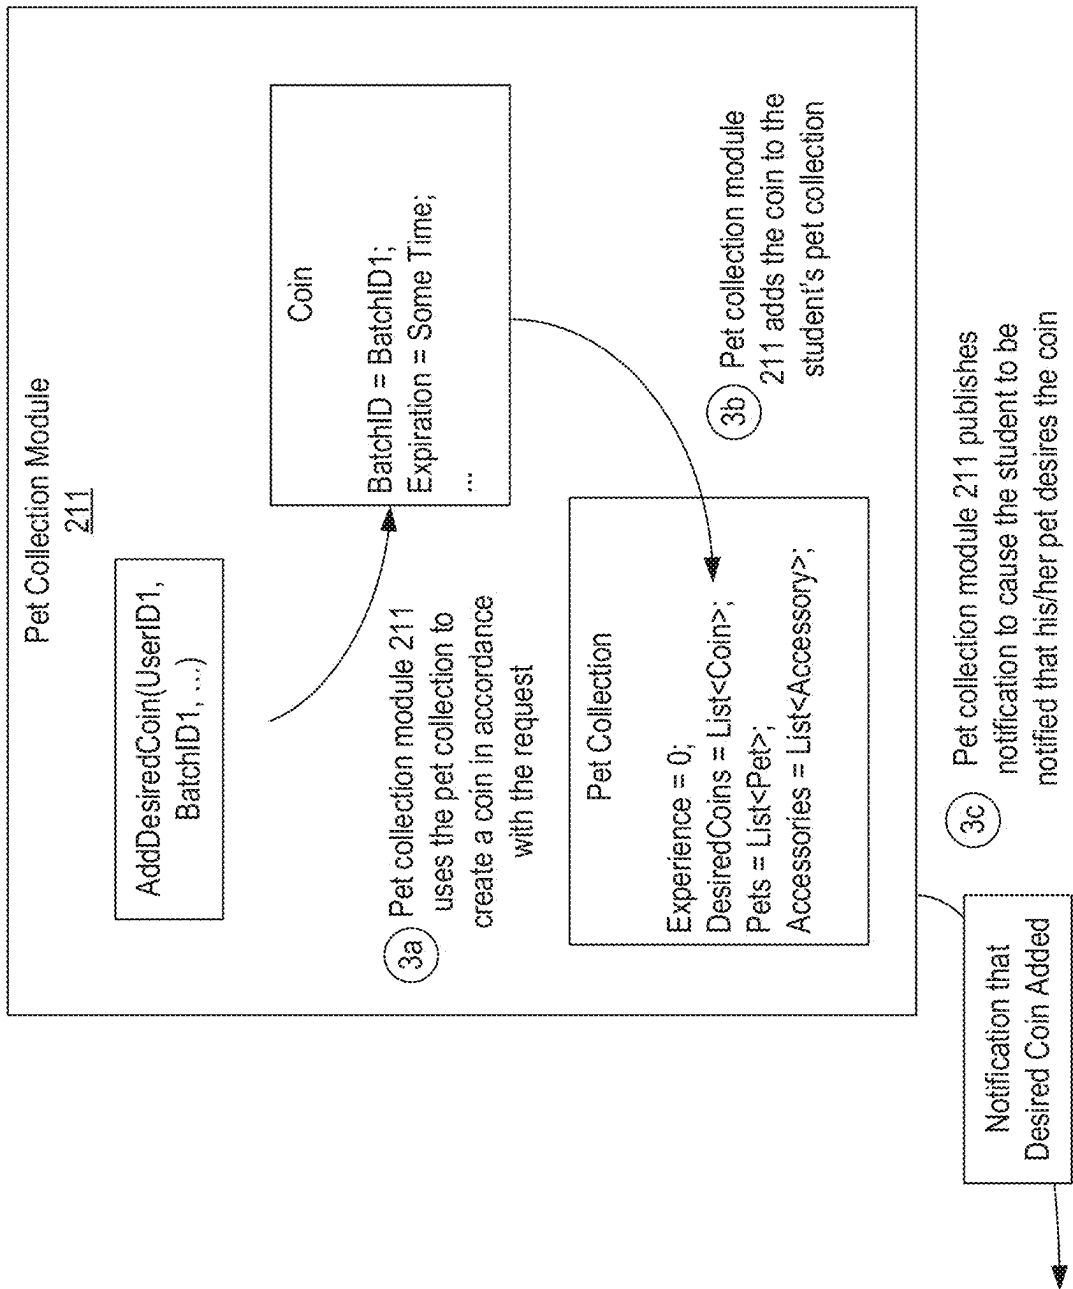 Pet Collection Module
211
AddDesiredCoin(UserID1,
BatchID1, ...)
3a
Pet collection module 211
uses the pet collection to
create a coin in accordance
with the request
Coin
BatchID = BatchID1;
Expiration = Some Time;
...
3b
Pet collection module
211 adds the coin to the
student's pet collection
Pet Collection
Experience = 0;
DesiredCoins = List<Coin>;
Pets = List<Pet>;
Accessories = List<Accessory>;
3c
Pet collection module 211 publishes
notification to cause the student to be
notified that his/her pet desires the coin
Notification that
Desired Coin Added